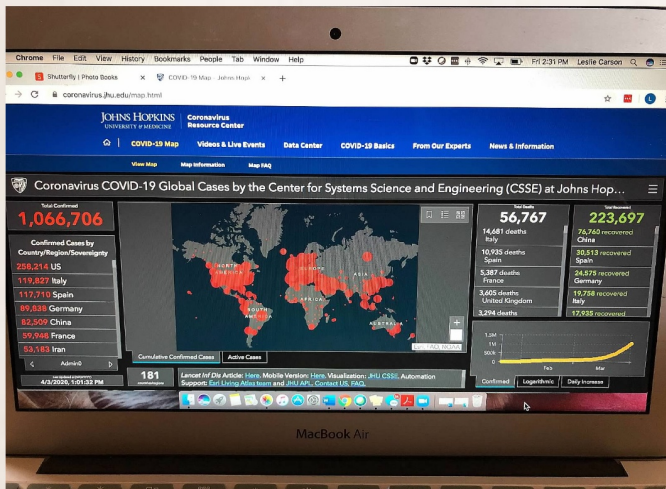 Chrome File Edit View History Bookmarks People Tab Window Help Fri 2:31 PM Leslie Carson
Shutterfly | Photo Books × COVID-19 Map - Johns Hopk × +
coronavirus.jhu.edu/map.html
JOHNS HOPKINS
UNIVERSITY & MEDICINE
Coronavirus
Resource Center
COVID-19 Map Videos & Live Events Data Center COVID-19 Basics From Our Experts News & Information
View Map Map Information Map FAQ
Coronavirus COVID-19 Global Cases by the Center for Systems Science and Engineering (CSSE) at Johns Hop...
Total Confirmed
1,066,706
Confirmed Cases by
Country/Region/Sovereignty
258,214 US
119,827 Italy
117,710 Spain
89,838 Germany
82,509 China
59,948 France
53,183 Iran
Admin0
4/3/2020, 1:01:32 PM
NORTH
AMERICA
EUROPE
ASIA
AFRICA
SOUTH
AMERICA
AUSTRALIA
Esri, FAO, NOAA
Cumulative Confirmed Cases Active Cases
181
countries/regions
Lancet Inf Dis Article: Here. Mobile Version: Here. Visualization: JHU CSSE. Automation
Support: Esri Living Atlas team and JHU APL. Contact US. FAQ.
Total Deaths
56,767
14,681 deaths
Italy
10,935 deaths
Spain
5,387 deaths
France
3,605 deaths
United Kingdom
3,294 deaths
Total Recovered
223,697
76,760 recovered
China
30,513 recovered
Spain
24,575 recovered
Germany
19,758 recovered
Italy
17,935 recovered
1.5M
1M
500k
0
Feb Mar
Confirmed Logarithmic Daily Increase
MacBook Air